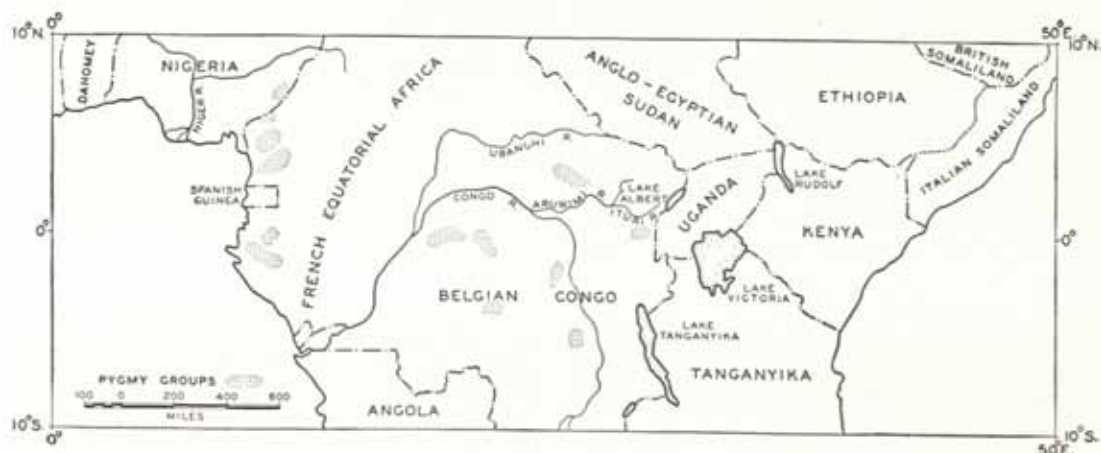 0°
50°E.
10°N.
10°N.
DAHOMEY
NIGERIA
NIGER R.
FRENCH EQUATORIAL AFRICA
ANGLO-EGYPTIAN
SUDAN
ETHIOPIA
BRITISH
SOMALILAND
ITALIAN SOMALILAND
UBANGHI R.
SPANISH
GUINEA
CONGO R.
ARUWIMI R.
ITURI R.
LAKE
ALBERT
UGANDA
LAKE
RUDOLF
KENYA
0°
0°
BELGIAN CONGO
LAKE
VICTORIA
LAKE
TANGANYIKA
TANGANYIKA
PYGMY GROUPS
100 0 200 400 600
MILES
ANGOLA
10°S.
10°S.
0°
50°E.